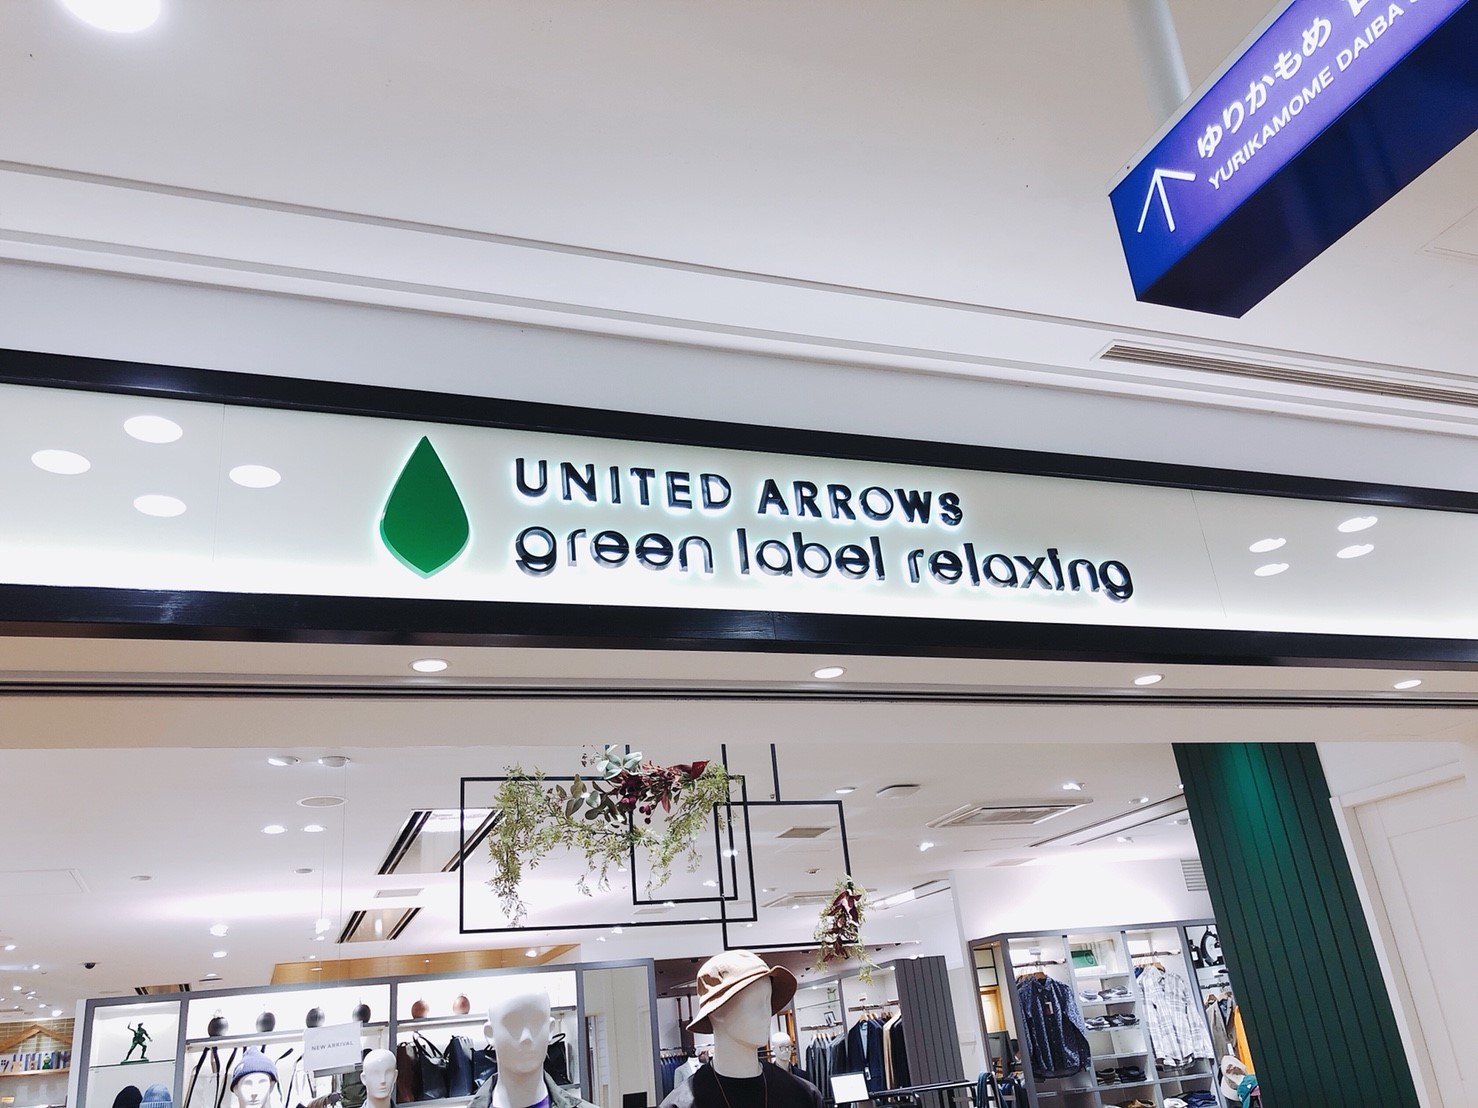 ゆりかもめ
YURIKAMOME DAIBA
UNITED ARROWS
green label relaxing
NEW ARRIVAL